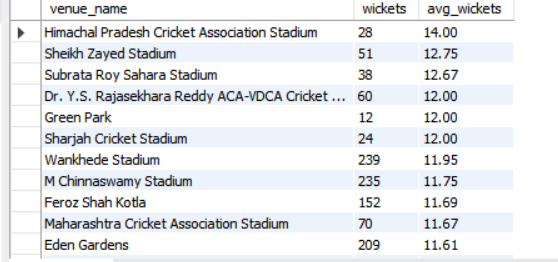 venue_name wickets avg_wickets
Himachal Pradesh Cricket Association Stadium 28 14.00
Sheikh Zayed Stadium 51 12.75
Subrata Roy Sahara Stadium 38 12.67
Dr. Y.S. Rajasekhara Reddy ACA-VDCA Cricket ... 60 12.00
Green Park 12 12.00
Sharjah Cricket Stadium 24 12.00
Wankhede Stadium 239 11.95
M Chinnaswamy Stadium 235 11.75
Feroz Shah Kotla 152 11.69
Maharashtra Cricket Association Stadium 70 11.67
Eden Gardens 209 11.61